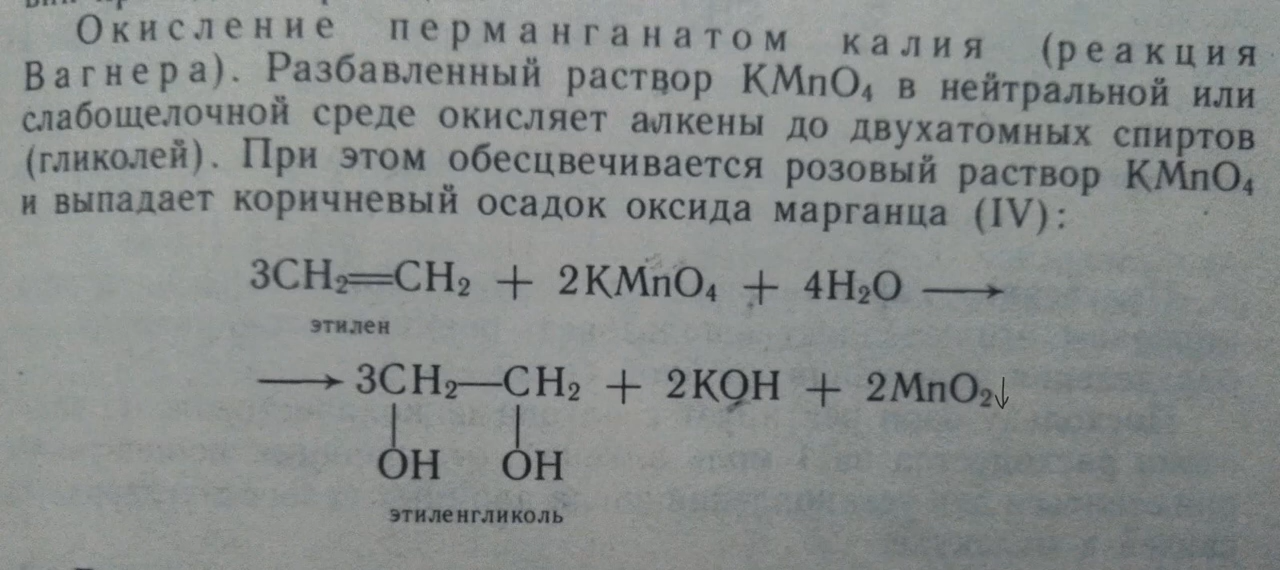 Окисление перманганатом калия (реакция
Вагнера). Разбавленный раствор KMnO₄ в нейтральной или
слабощелочной среде окисляет алкены до двухатомных спиртов
(гликолей). При этом обесцвечивается розовый раствор KMnO₄
и выпадает коричневый осадок оксида марганца (IV):
3CH₂=CH₂ + 2KMnO₄ + 4H₂O ⟶
этилен
⟶ 3CH₂—CH₂ + 2KOH + 2MnO₂↓
OH OH
этиленгликоль